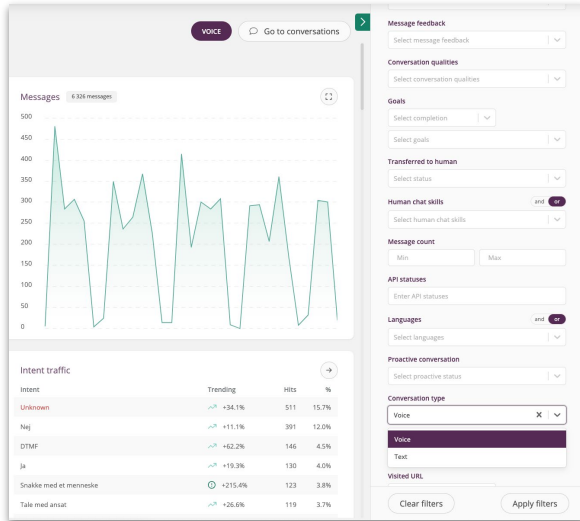 VOICE
Go to conversations
Messages
6 326 messages
500
450
400
350
300
250
200
150
100
50
0
Intent traffic
Intent Trending Hits %
Unknown +34.1% 511 15.7%
Nej +11.1% 391 12.0%
DTMF +62.2% 146 4.5%
Ja +19.3% 130 4.0%
Snakke med et menneske +215.4% 123 3.8%
Tale med ansat +26.6% 119 3.7%
Message feedback
Select message feedback
Conversation qualities
Select conversation qualities
Goals
Select completion
Select goals
Transferred to human
Select status
Human chat skills and or
Select human chat skills
Message count
Min Max
API statuses
Enter API statuses
Languages and or
Select languages
Proactive conversation
Select proactive status
Conversation type
Voice
Voice
Text
Visited URL
Clear filters
Apply filters